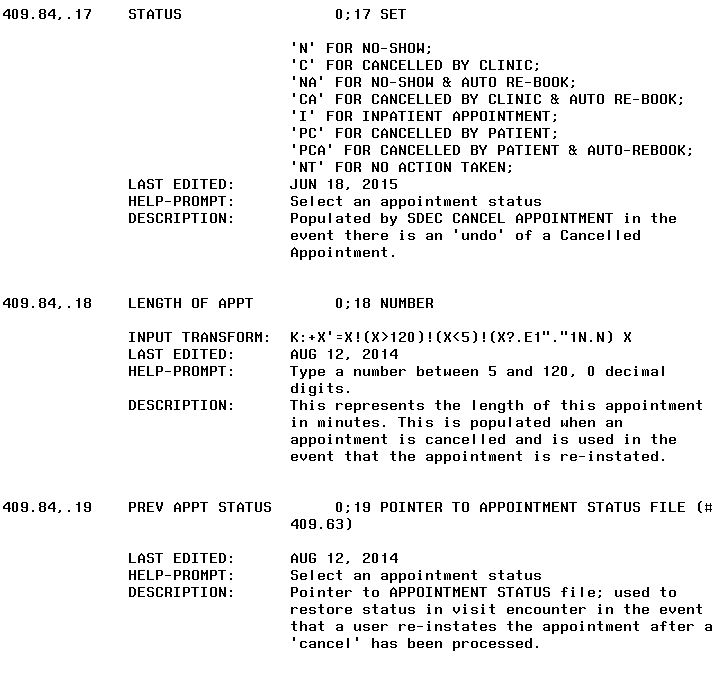 409.84,.17 STATUS 0;17 SET
'N' FOR NO-SHOW;
'C' FOR CANCELLED BY CLINIC;
'NA' FOR NO-SHOW & AUTO RE-BOOK;
'CA' FOR CANCELLED BY CLINIC & AUTO RE-BOOK;
'I' FOR INPATIENT APPOINTMENT;
'PC' FOR CANCELLED BY PATIENT;
'PCA' FOR CANCELLED BY PATIENT & AUTO-REBOOK;
'NT' FOR NO ACTION TAKEN;
LAST EDITED: JUN 18, 2015
HELP-PROMPT: Select an appointment status
DESCRIPTION: Populated by SDEC CANCEL APPOINTMENT in the
event there is an 'undo' of a Cancelled
Appointment.
409.84,.18 LENGTH OF APPT 0;18 NUMBER
INPUT TRANSFORM: K:+X'=X!(X>120)!(X<5)!(X?.E1"."1N.N) X
LAST EDITED: AUG 12, 2014
HELP-PROMPT: Type a number between 5 and 120, 0 decimal
digits.
DESCRIPTION: This represents the length of this appointment
in minutes. This is populated when an
appointment is cancelled and is used in the
event that the appointment is re-instated.
409.84,.19 PREV APPT STATUS 0;19 POINTER TO APPOINTMENT STATUS FILE (#
409.63)
LAST EDITED: AUG 12, 2014
HELP-PROMPT: Select an appointment status
DESCRIPTION: Pointer to APPOINTMENT STATUS file; used to
restore status in visit encounter in the event
that a user re-instates the appointment after a
'cancel' has been processed.